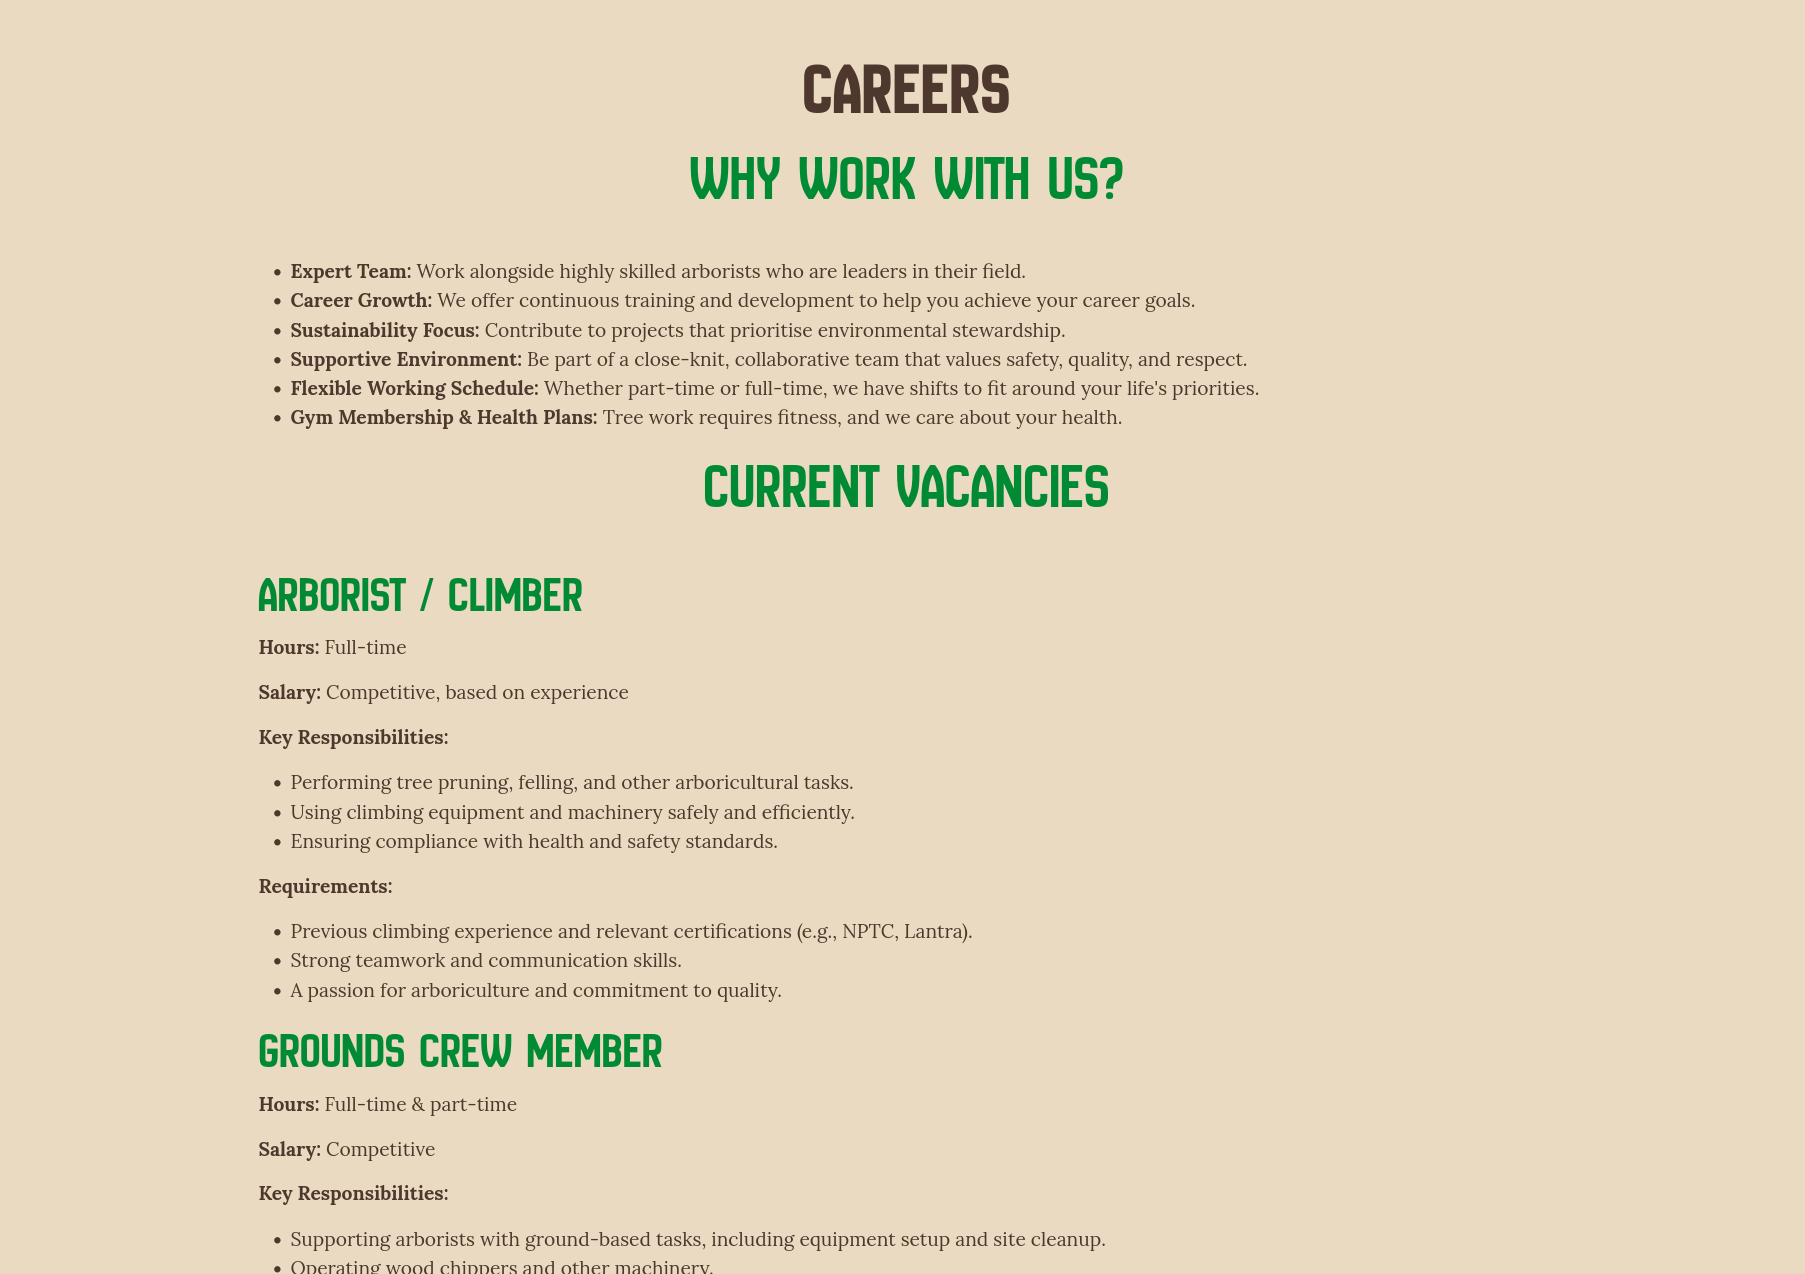 CAREERS
WHY WORK WITH US?
• Expert Team: Work alongside highly skilled arborists who are leaders in their field.
• Career Growth: We offer continuous training and development to help you achieve your career goals.
• Sustainability Focus: Contribute to projects that prioritise environmental stewardship.
• Supportive Environment: Be part of a close-knit, collaborative team that values safety, quality, and respect.
• Flexible Working Schedule: Whether part-time or full-time, we have shifts to fit around your life's priorities.
• Gym Membership & Health Plans: Tree work requires fitness, and we care about your health.
CURRENT VACANCIES
ARBORIST / CLIMBER
Hours: Full-time
Salary: Competitive, based on experience
Key Responsibilities:
• Performing tree pruning, felling, and other arboricultural tasks.
• Using climbing equipment and machinery safely and efficiently.
• Ensuring compliance with health and safety standards.
Requirements:
• Previous climbing experience and relevant certifications (e.g., NPTC, Lantra).
• Strong teamwork and communication skills.
• A passion for arboriculture and commitment to quality.
GROUNDS CREW MEMBER
Hours: Full-time & part-time
Salary: Competitive
Key Responsibilities:
• Supporting arborists with ground-based tasks, including equipment setup and site cleanup.
• Operating wood chippers and other machinery.